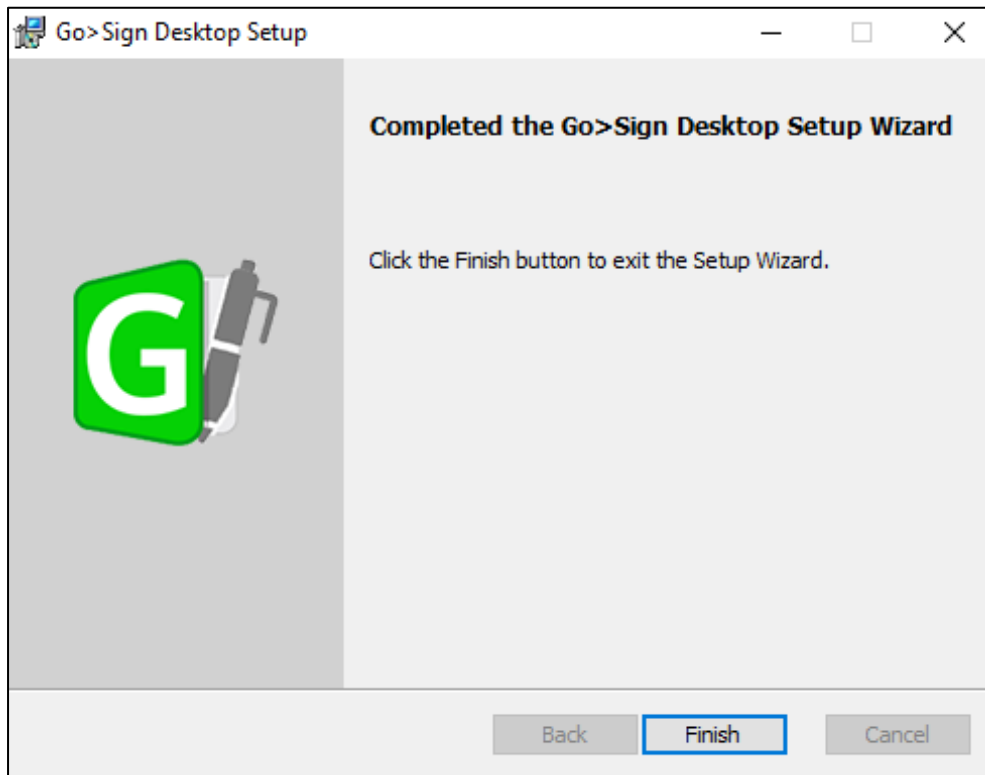 Go>Sign Desktop Setup
Completed the Go>Sign Desktop Setup Wizard
Click the Finish button to exit the Setup Wizard.
G
Back Finish Cancel